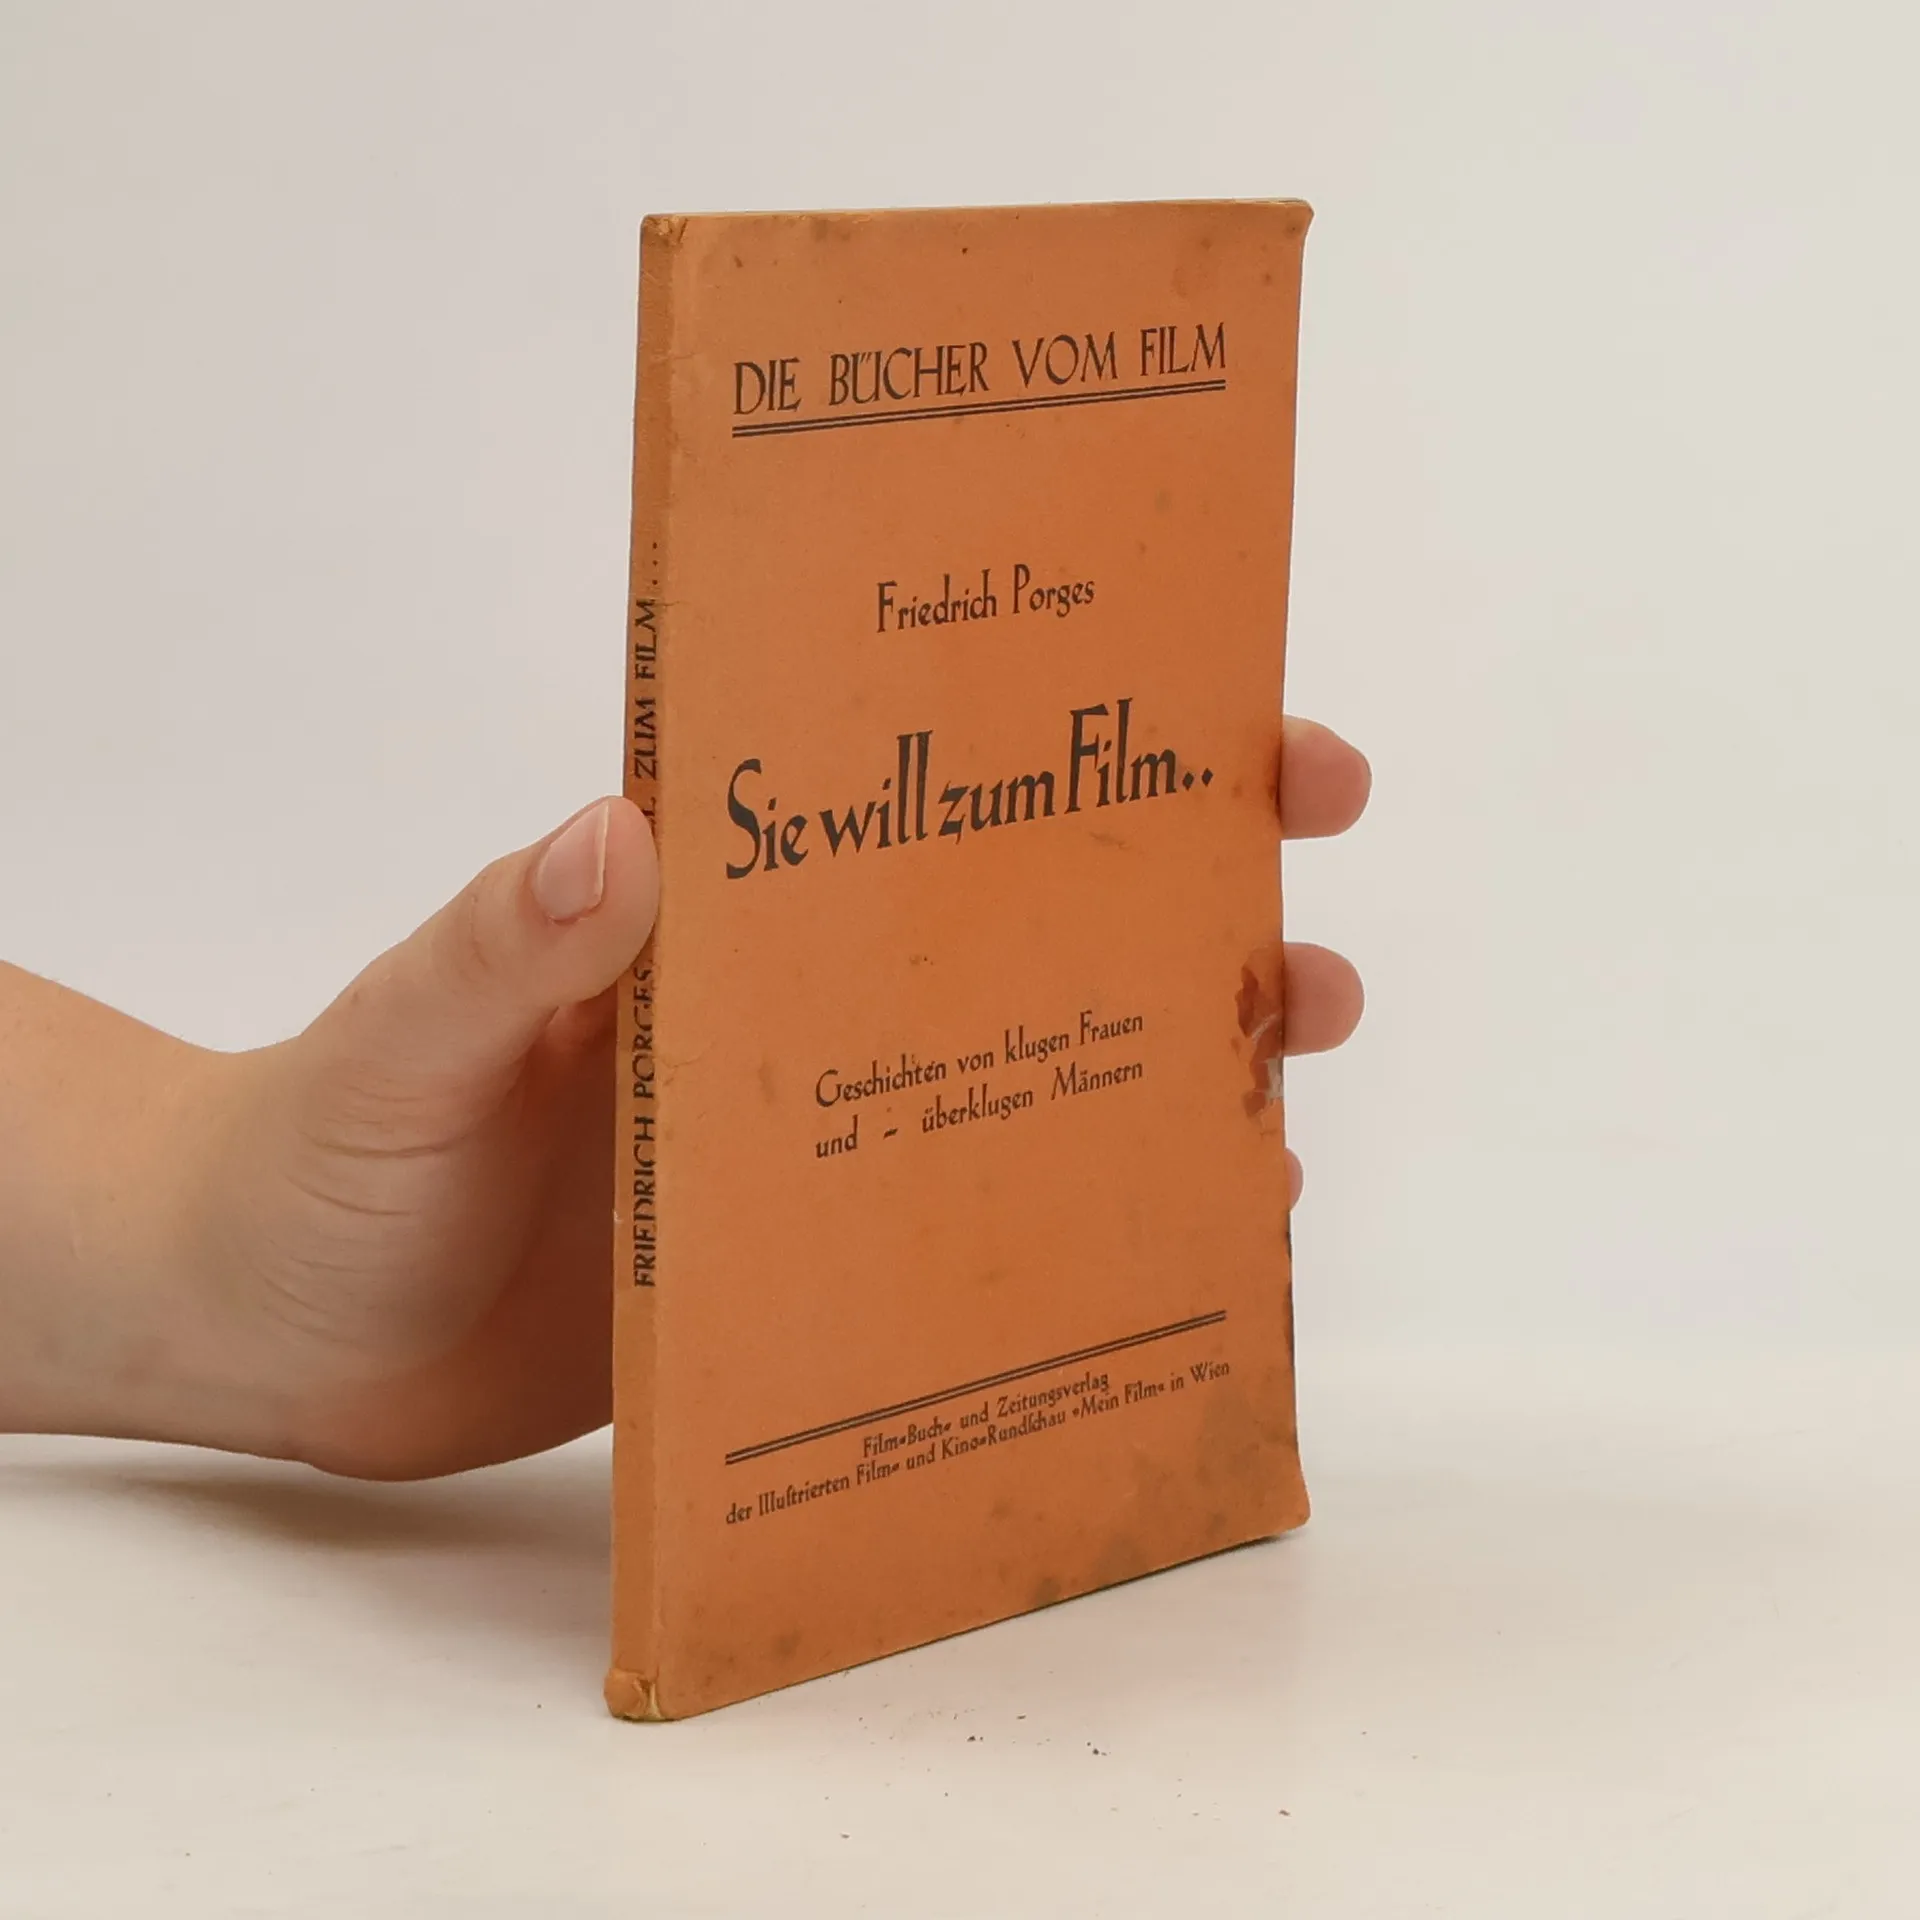 DIE BÜCHER VOM FILM
Friedrich Porges
Sie will zum Film..
Geschichten von klugen Frauen
und - überklugen Männern
Film=Buch= und Zeitungsverlag
der Illuſtrierten Film= und Kino=Rundſchau »Mein Film« in Wien
FRIEDRICH PORGES ZUM FILM...